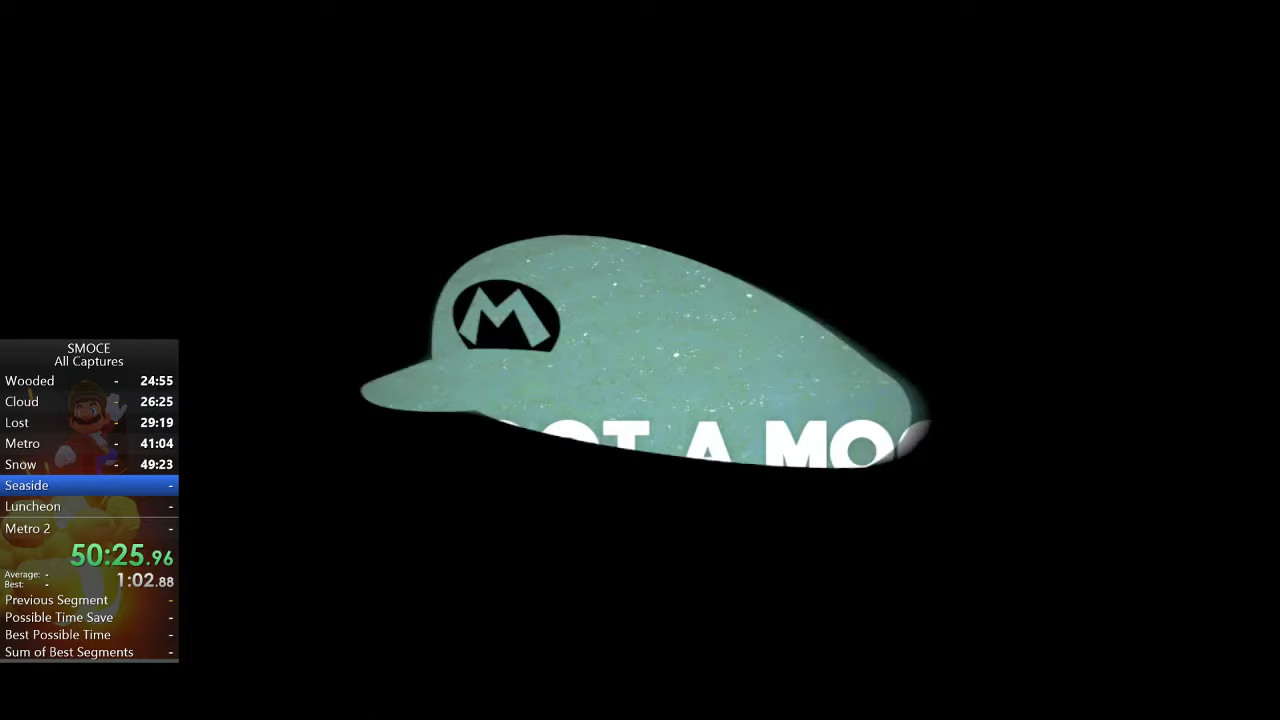 SMOCE
All Captures
Wooded - 24:55
Cloud - 26:25
Lost - 29:19
Metro - 41:04
Snow - 49:23
Seaside -
Luncheon -
Metro 2 -
50:25.96
Average: -
Best: -
1:02.88
Previous Segment -
Possible Time Save -
Best Possible Time -
Sum of Best Segments -
M
A